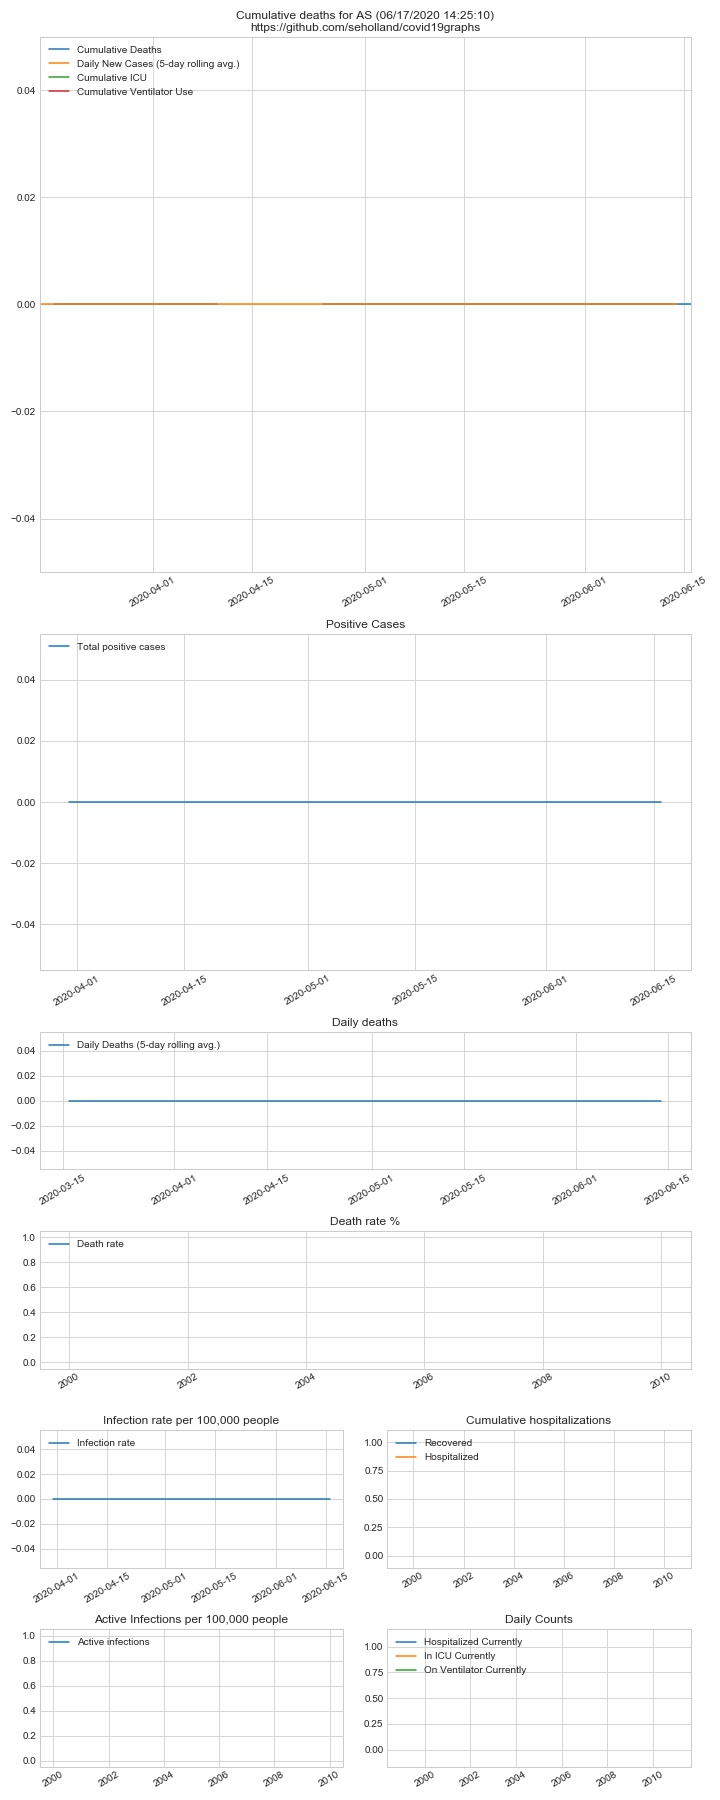 Cumulative deaths for AS (06/17/2020 14:25:10)
https://github.com/seholland/covid19graphs
Cumulative Deaths
Daily New Cases (5-day rolling avg.)
Cumulative ICU
Cumulative Ventilator Use
0.04
0.02
0.00
−0.02
−0.04
2020-04-01 2020-04-15 2020-05-01 2020-05-15 2020-06-01 2020-06-15
Positive Cases
Total positive cases
0.04
0.02
0.00
−0.02
−0.04
2020-04-01 2020-04-15 2020-05-01 2020-05-15 2020-06-01 2020-06-15
Daily deaths
Daily Deaths (5-day rolling avg.)
0.04
0.02
0.00
−0.02
−0.04
2020-03-15 2020-04-01 2020-04-15 2020-05-01 2020-05-15 2020-06-01 2020-06-15
Death rate %
Death rate
1.0
0.8
0.6
0.4
0.2
0.0
2000 2002 2004 2006 2008 2010
Infection rate per 100,000 people
Infection rate
0.04
0.02
0.00
−0.02
−0.04
2020-04-01 2020-04-15 2020-05-01 2020-05-15 2020-06-01 2020-06-15
Cumulative hospitalizations
Recovered
Hospitalized
1.00
0.75
0.50
0.25
0.00
2000 2002 2004 2006 2008 2010
Active Infections per 100,000 people
Active infections
1.0
0.8
0.6
0.4
0.2
0.0
2000 2002 2004 2006 2008 2010
Daily Counts
Hospitalized Currently
In ICU Currently
On Ventilator Currently
1.00
0.75
0.50
0.25
0.00
2000 2002 2004 2006 2008 2010